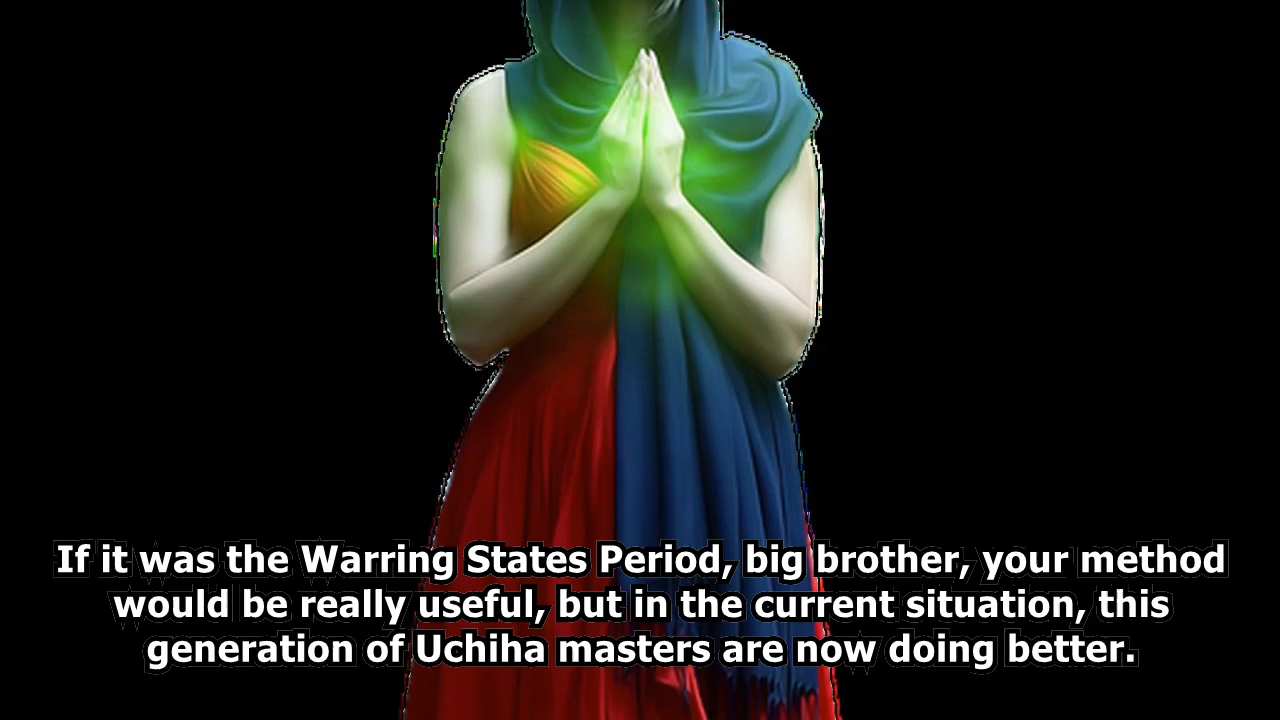 If it was the Warring States Period, big brother, your method
would be really useful, but in the current situation, this
generation of Uchiha masters are now doing better.